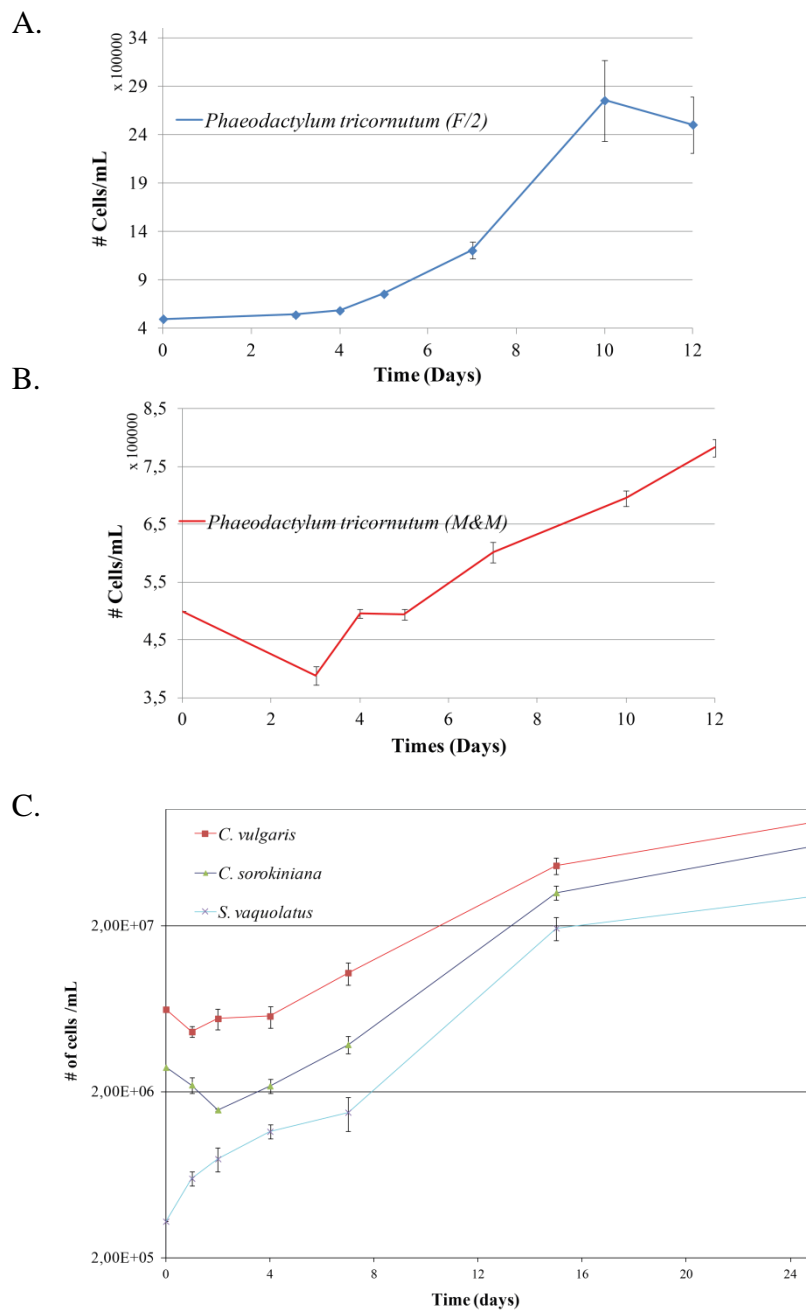 A.
x 100000
34
29
24
19
14
9
4
# Cells/mL
Phaeodactylum tricornutum (F/2)
0 2 4 6 8 10 12
Time (Days)
B.
x 100000
8,5
7,5
6,5
5,5
4,5
3,5
# Cells/mL
Phaeodactylum tricornutum (M&M)
0 2 4 6 8 10 12
Times (Days)
C.
C. vulgaris
C. sorokiniana
S. vaquolatus
2,00E+07
2,00E+06
2,00E+05
# of cells /mL
0 4 8 12 16 20 24
Time (days)